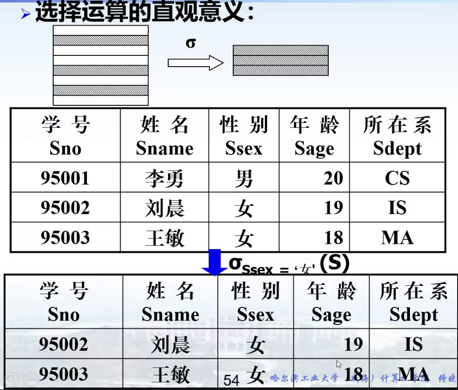 ➢ 选择运算的直观意义：
σ
学号 姓名 性别 年龄 所在系
Sno Sname Ssex Sage Sdept
95001 李勇 男 20 CS
95002 刘晨 女 19 IS
95003 王敏 女 18 MA
σSsex = ‘女' (S)
学号 姓名 性别 年龄 所在系
Sno Sname Ssex Sage Sdept
95002 刘晨 女 19 IS
95003 王敏 女 18 MA
54 哈尔滨工业大学 海) 计算